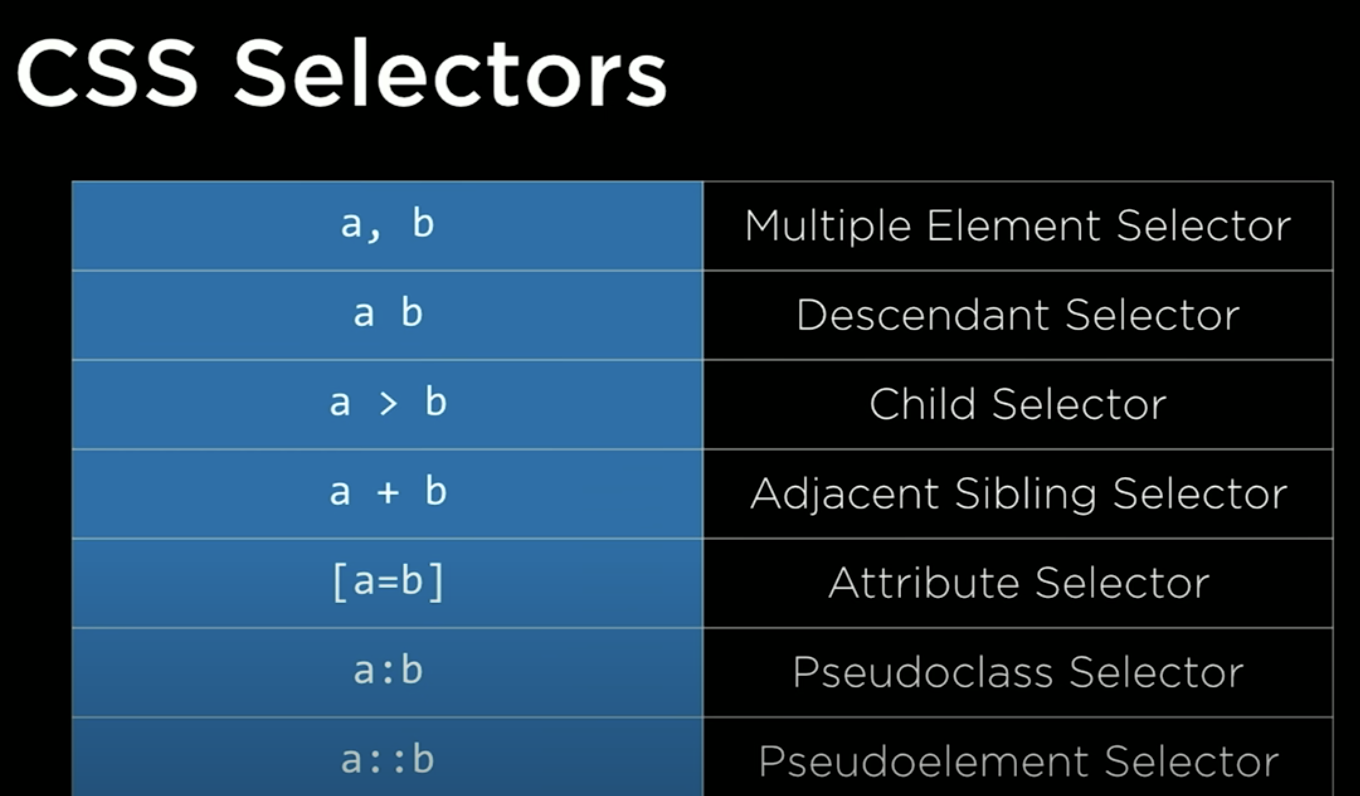 CSS Selectors
a, b Multiple Element Selector
a b Descendant Selector
a > b Child Selector
a + b Adjacent Sibling Selector
[a=b] Attribute Selector
a:b Pseudoclass Selector
a::b Pseudoelement Selector